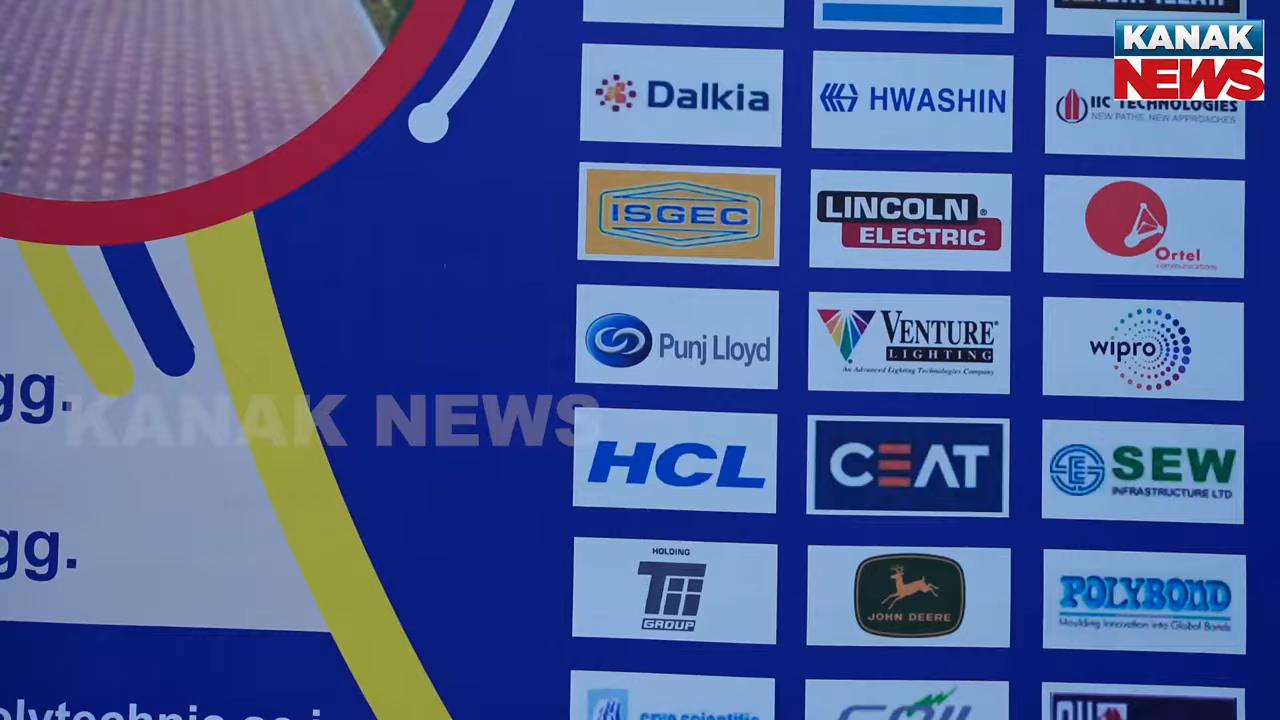 KANAK
NEWS
Dalkia
HWASHIN
IIC TECHNOLOGIES
NEW PATHS, NEW APPROACHES
ISGEC
LINCOLN®
ELECTRIC
Ortel
communications
Punj Lloyd
VENTURE®
LIGHTING
An Advanced Lighting Technologies Company
wipro
gg.
KANAK NEWS
HCL
CEAT
SEW
INFRASTRUCTURE LTD
gg.
HOLDING
Tii
GROUP
JOHN DEERE
POLYBOND
Moulding Innovation into Global Bonds